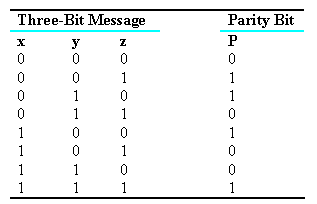 Three-Bit Message Parity Bit
x y z P
0 0 0 0
0 0 1 1
0 1 0 1
0 1 1 0
1 0 0 1
1 0 1 0
1 1 0 0
1 1 1 1